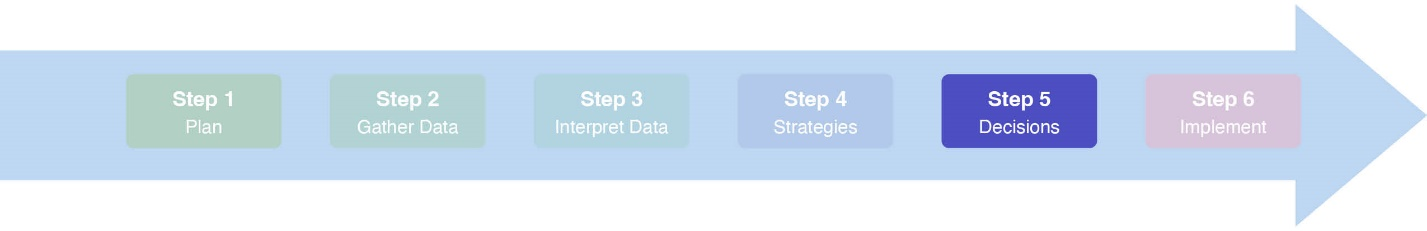 Step 1
Plan
Step 2
Gather Data
Step 3
Interpret Data
Step 4
Strategies
Step 5
Decisions
Step 6
Implement